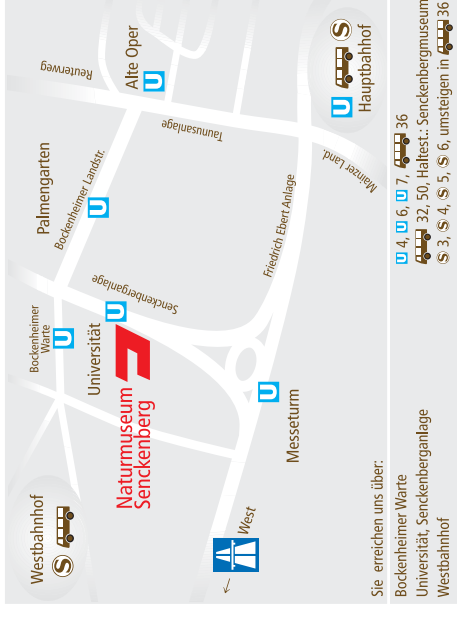 Reuterweg
Alte Oper
U
Palmengarten
Bockenheimer Landstr.
U
Taunusanlage
U S
Hauptbahhof
Mainzer Land.
Friedrich Ebert Anlage
Senckenberganlage
Bockenheimer
Warte
U
Universität
U
Naturmuseum
Senckenberg
U
Messeturm
Westbahnhof
S
West
Sie erreichen uns über:
Bockenheimer Warte U 4, U 6, U 7, 36
Universität, Senckenberganlage 32, 50, Haltest.: Senckenbergmuseum
Westbahnhof S 3, S 4, S 5, S 6, umsteigen in 36